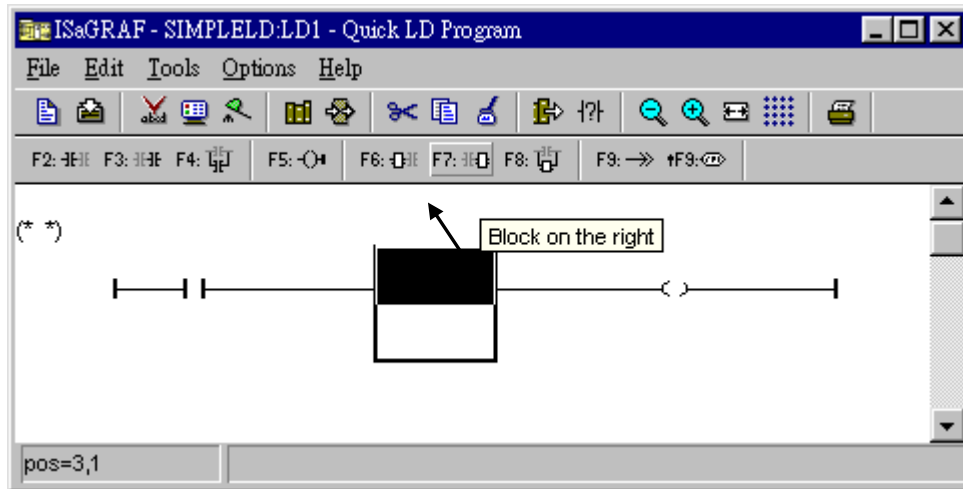 ISaGRAF - SIMPLELD:LD1 - Quick LD Program
File Edit Tools Options Help
F2: F3: F4: F5: F6: F7: F8: F9: ↑F9:
(* *)
Block on the right
pos=3,1